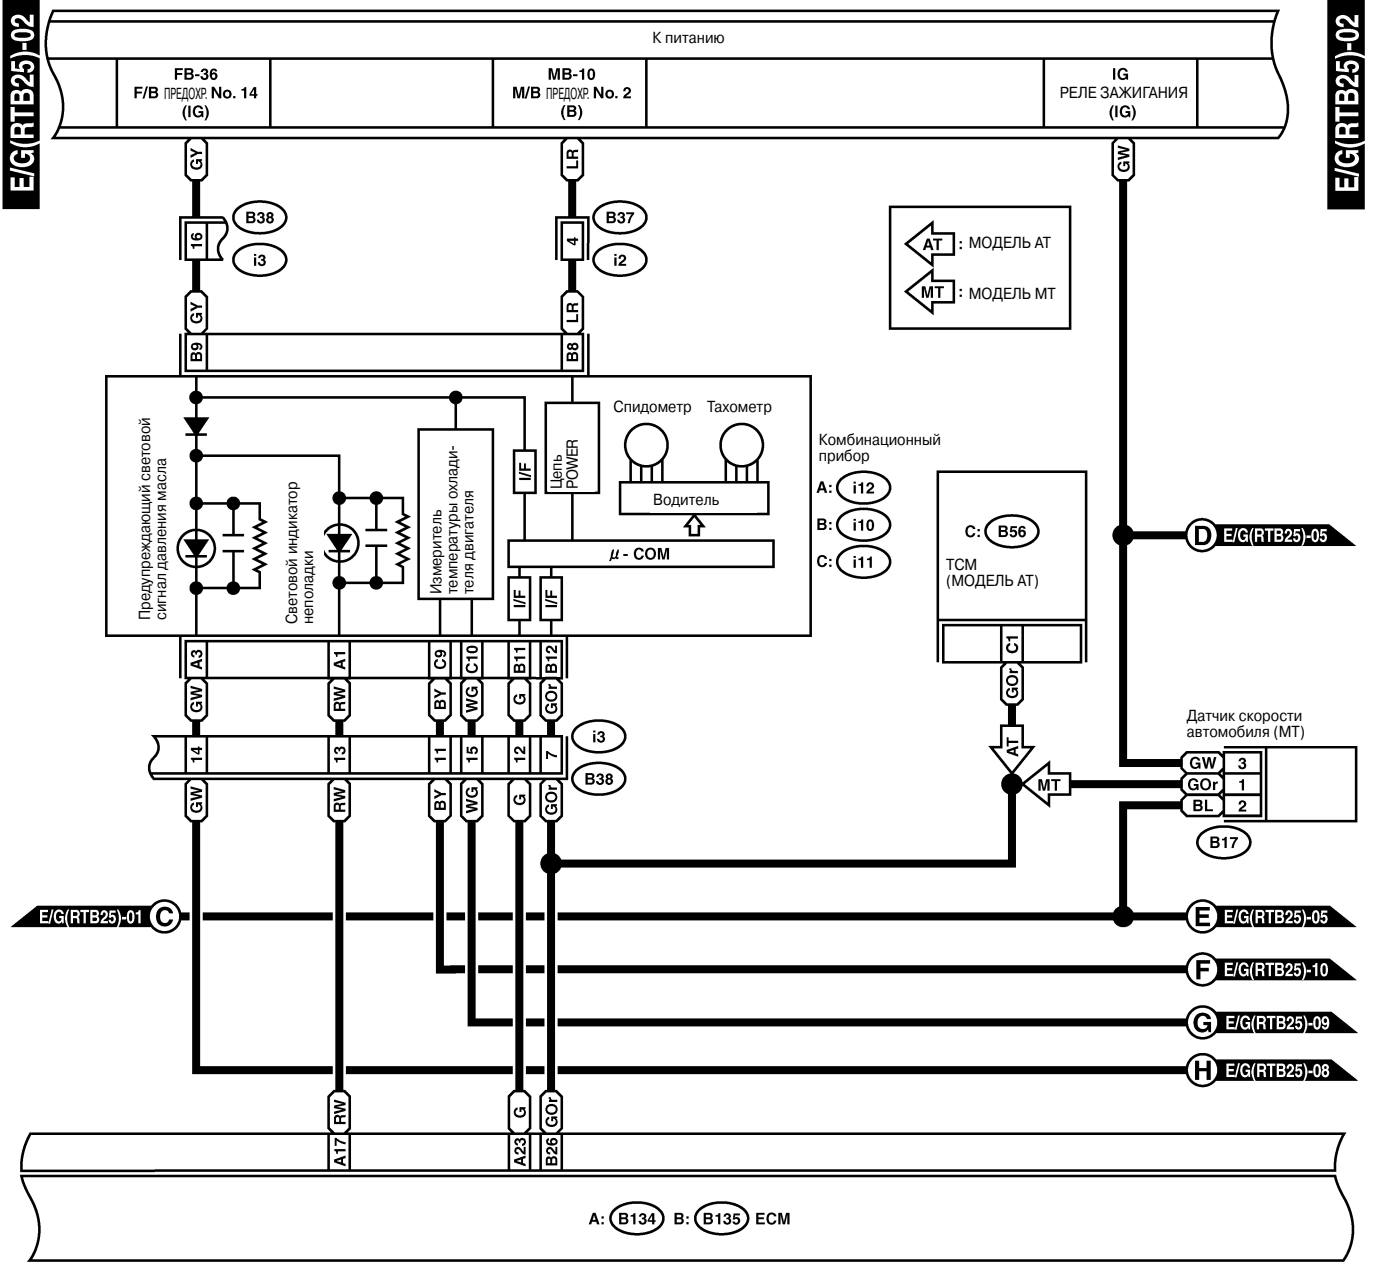 E/G(RTB25)-02
E/G(RTB25)-02
К питанию
FB-36
F/B ПРЕДОХР. No. 14
(IG)
MB-10
M/B ПРЕДОХР. No. 2
(B)
IG
РЕЛЕ ЗАЖИГАНИЯ
(IG)
GY
LR
GW
16
B38
i3
4
B37
i2
AT : МОДЕЛЬ АТ
MT : МОДЕЛЬ МТ
GY
LR
B9
B8
Предупреждающий световой
сигнал давления масла
Световой индикатор
неполадки
Измеритель
температуры охлади-
теля двигателя
I/F
Цепь
POWER
Спидометр
Тахометр
Водитель
μ - COM
I/F
I/F
Комбинационный
прибор
A: i12
B: i10
C: i11
C: B56
TCM
(МОДЕЛЬ АТ)
C1
GOr
AT
MT
D E/G(RTB25)-05
Датчик скорости
автомобиля (МТ)
GW 3
GOr 1
BL 2
B17
A3
A1
C9
C10
B11
B12
GW
RW
BY
WG
G
GOr
14
13
11
15
12
7
i3
B38
GW
RW
BY
WG
G
GOr
E/G(RTB25)-01 C
E E/G(RTB25)-05
F E/G(RTB25)-10
G E/G(RTB25)-09
H E/G(RTB25)-08
RW
G
GOr
A17
A23
B26
A: B134 B: B135 ECM